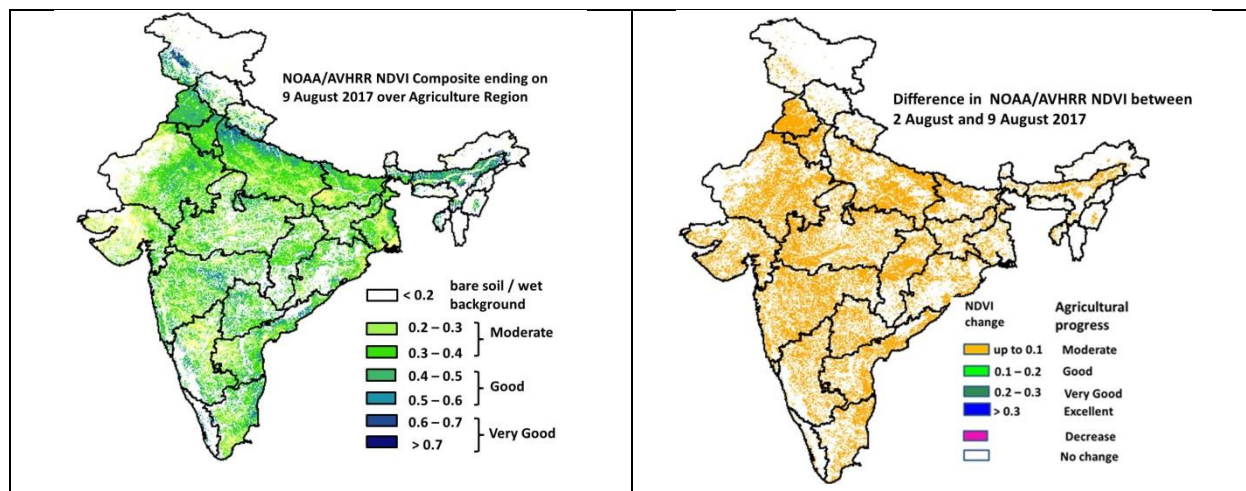 NOAA/AVHRR NDVI Composite ending on
9 August 2017 over Agriculture Region
< 0.2 bare soil / wet
background
0.2 – 0.3
Moderate
0.3 – 0.4
0.4 – 0.5
Good
0.5 – 0.6
0.6 – 0.7
Very Good
> 0.7
Difference in NOAA/AVHRR NDVI between
2 August and 9 August 2017
NDVI Agricultural
change progress
up to 0.1 Moderate
0.1 – 0.2 Good
0.2 – 0.3 Very Good
> 0.3 Excellent
Decrease
No change